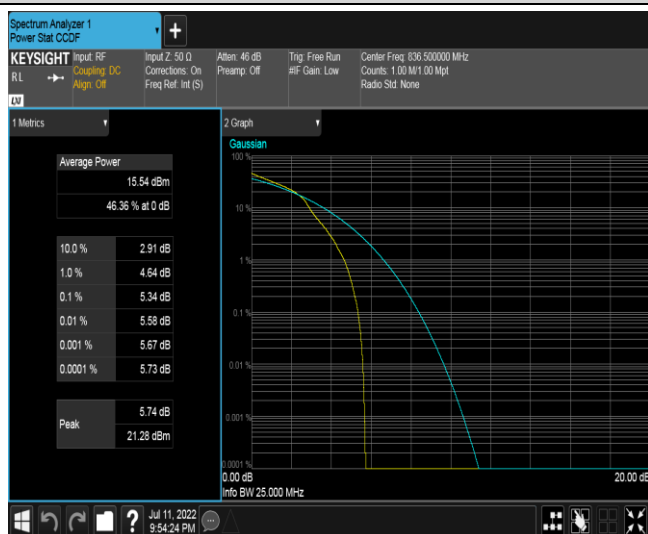 Spectrum Analyzer 1
Power Stat CCDF
KEYSIGHT
RL
LXI
Input: RF
Coupling: DC
Align: Off
Input Z: 50 Ω
Corrections: On
Freq Ref: Int (S)
Atten: 46 dB
Preamp: Off
Trig: Free Run
#IF Gain: Low
Center Freq: 836.500000 MHz
Counts: 1.00 M/1.00 Mpt
Radio Std: None
1 Metrics
Average Power
15.54 dBm
46.36 % at 0 dB
10.0 % 2.91 dB
1.0 % 4.64 dB
0.1 % 5.34 dB
0.01 % 5.58 dB
0.001 % 5.67 dB
0.0001 % 5.73 dB
Peak
5.74 dB
21.28 dBm
2 Graph
Gaussian
100 %
10 %
1 %
0.1 %
0.01 %
0.001 %
0.0001 %
0.00 dB 20.00 dB
Info BW 25.000 MHz
Jul 11, 2022
9:54:24 PM